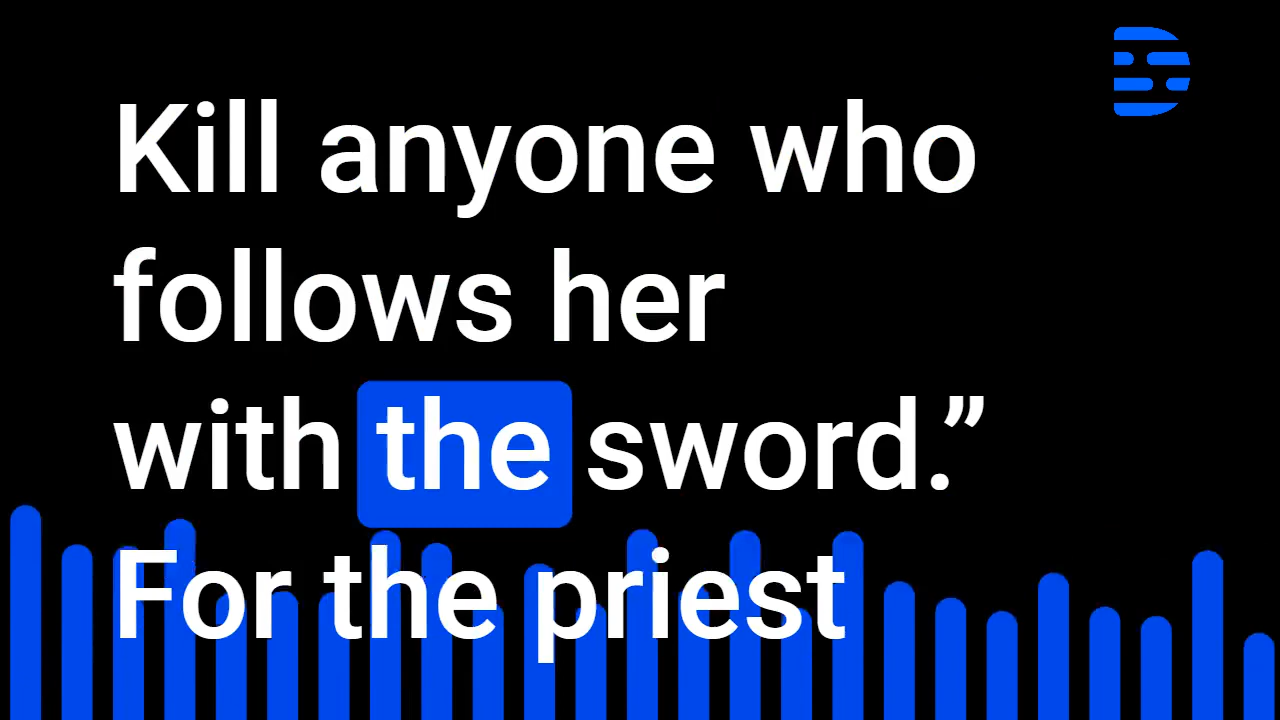 Kill anyone who
follows her
with the sword.”
For the priest